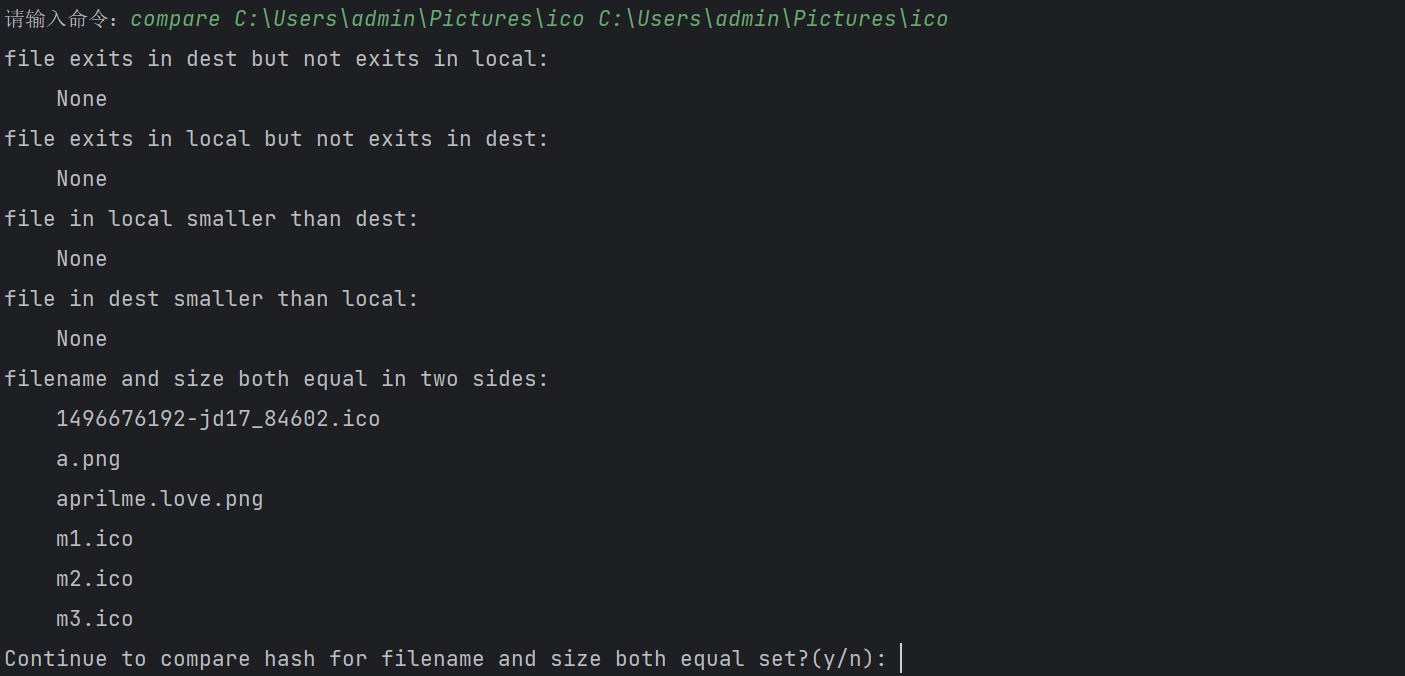 请输入命令：compare C:\Users\admin\Pictures\ico C:\Users\admin\Pictures\ico
file exits in dest but not exits in local:
    None
file exits in local but not exits in dest:
    None
file in local smaller than dest:
    None
file in dest smaller than local:
    None
filename and size both equal in two sides:
    1496676192-jd17_84602.ico
    a.png
    aprilme.love.png
    m1.ico
    m2.ico
    m3.ico
Continue to compare hash for filename and size both equal set?(y/n):